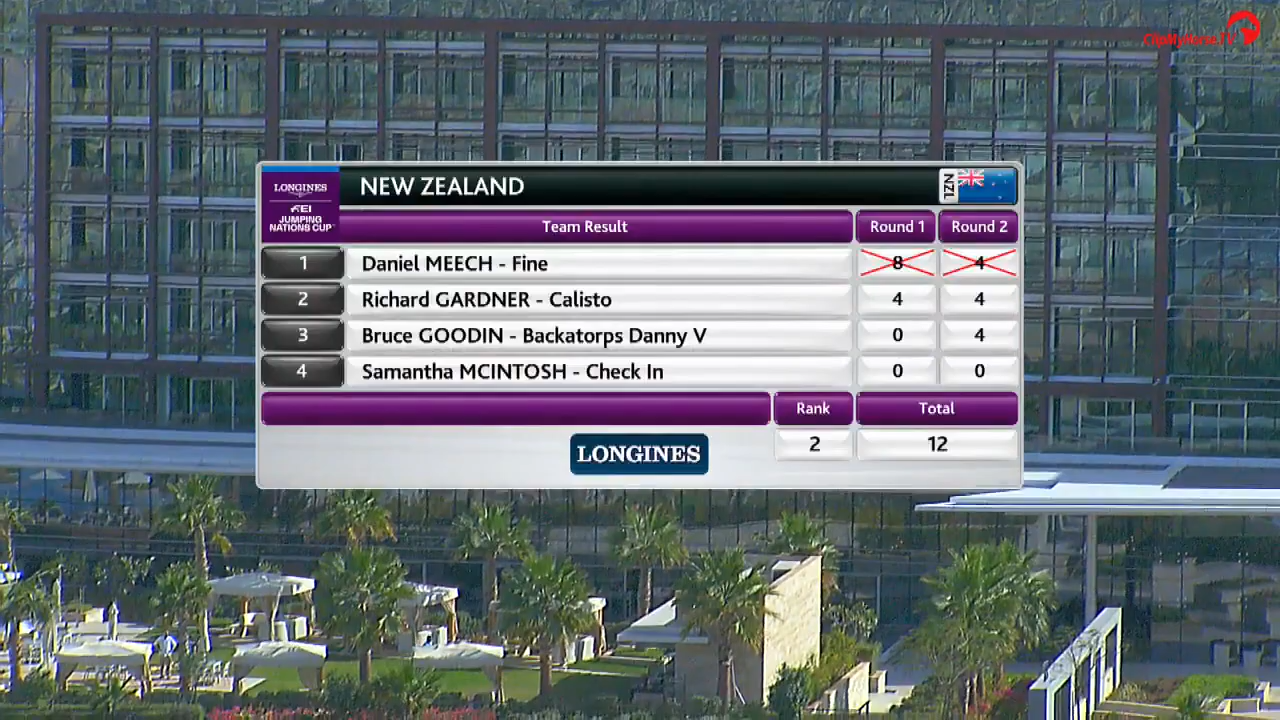 ClipMyHorse.TV
LONGINES
FEI
JUMPING
NATIONS CUP
NEW ZEALAND
NZL
Team Result Round 1 Round 2
1 Daniel MEECH - Fine 8 4
2 Richard GARDNER - Calisto 4 4
3 Bruce GOODIN - Backatorps Danny V 0 4
4 Samantha MCINTOSH - Check In 0 0
Rank Total
2 12
LONGINES